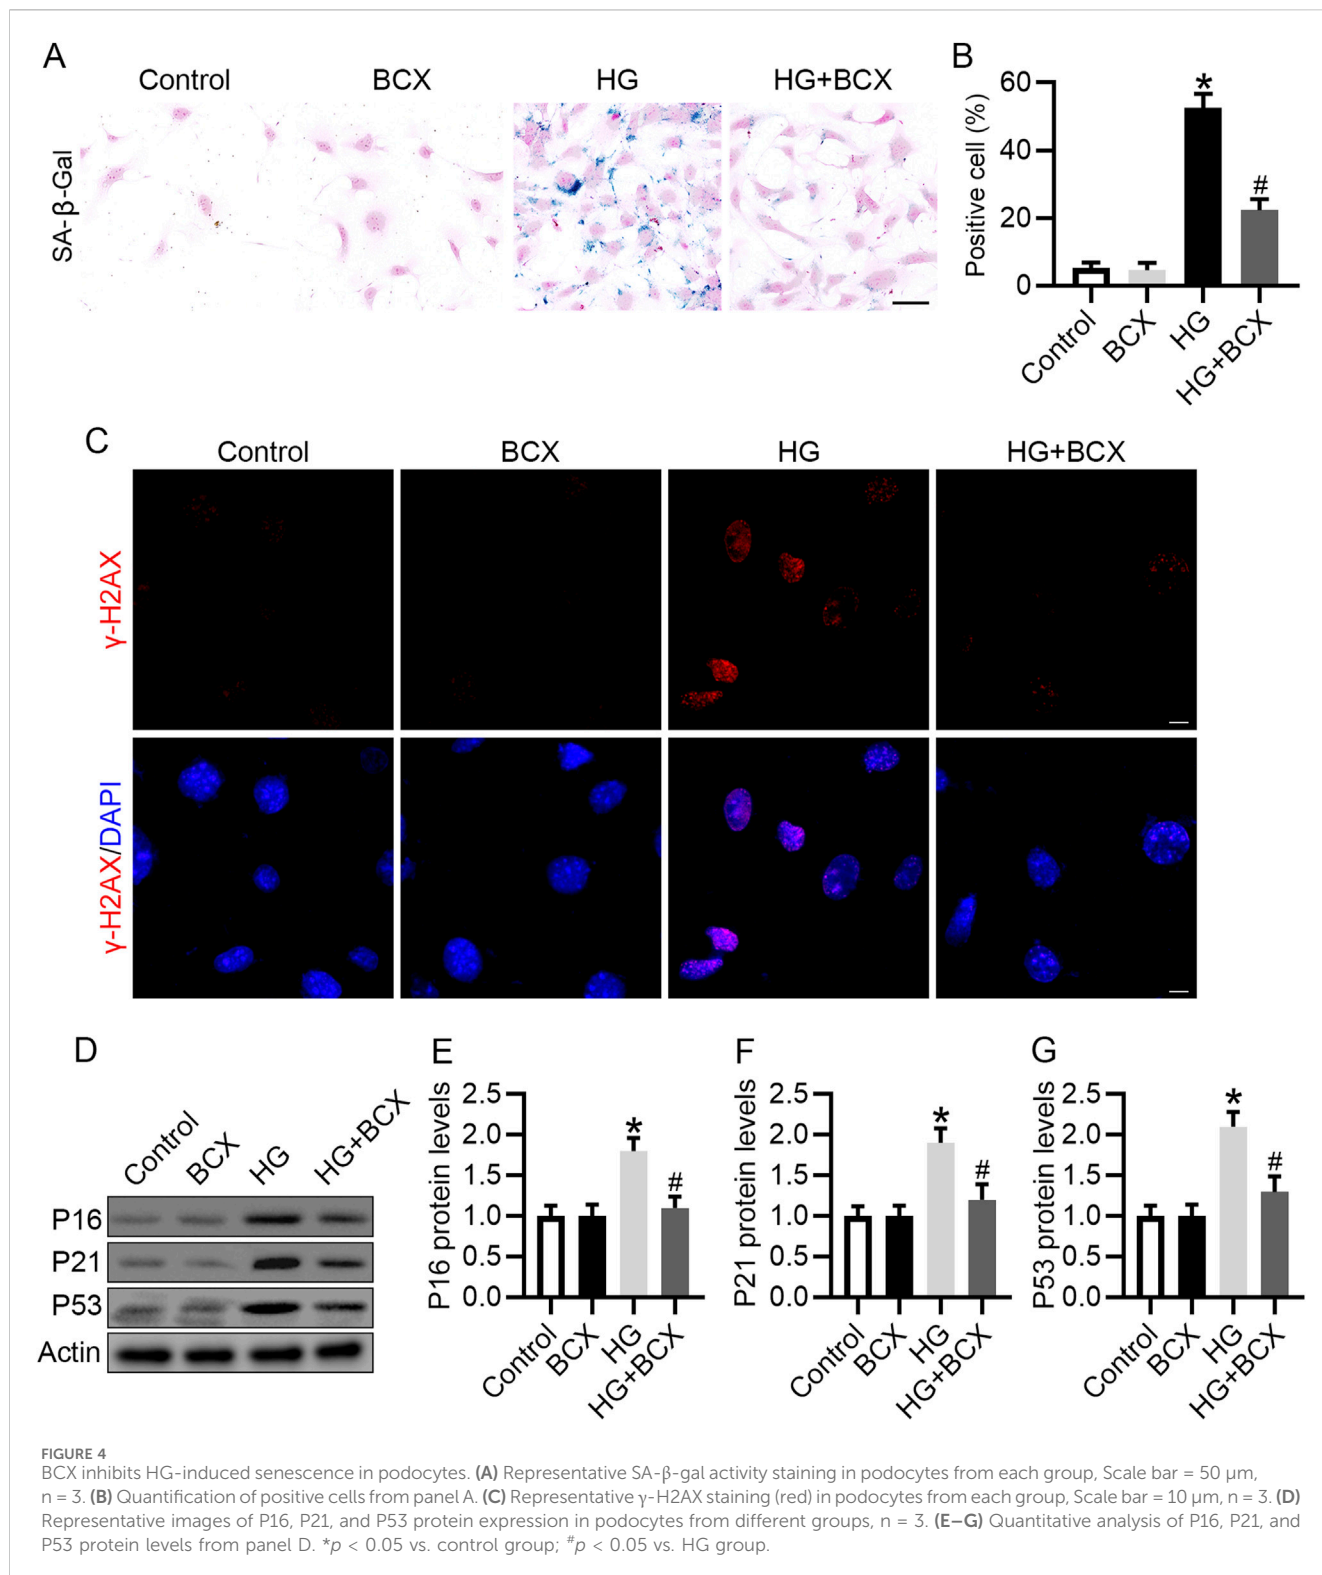 A
Control
BCX
HG
HG+BCX
SA-β-Gal
B
Positive cell (%)
60
40
20
0
*
#
Control
BCX
HG
HG+BCX
C
Control
BCX
HG
HG+BCX
γ-H2AX
γ-H2AX/DAPI
D
Control
BCX
HG
HG+BCX
P16
P21
P53
Actin
E
P16 protein levels
2.5
2.0
1.5
1.0
0.5
0.0
*
#
Control
BCX
HG
HG+BCX
F
P21 protein levels
2.5
2.0
1.5
1.0
0.5
0.0
*
#
Control
BCX
HG
HG+BCX
G
P53 protein levels
2.5
2.0
1.5
1.0
0.5
0.0
*
#
Control
BCX
HG
HG+BCX
FIGURE 4
BCX inhibits HG-induced senescence in podocytes. (A) Representative SA-β-gal activity staining in podocytes from each group, Scale bar = 50 μm,
n = 3. (B) Quantification of positive cells from panel A. (C) Representative γ-H2AX staining (red) in podocytes from each group, Scale bar = 10 μm, n = 3. (D)
Representative images of P16, P21, and P53 protein expression in podocytes from different groups, n = 3. (E–G) Quantitative analysis of P16, P21, and
P53 protein levels from panel D. *p < 0.05 vs. control group; #p < 0.05 vs. HG group.